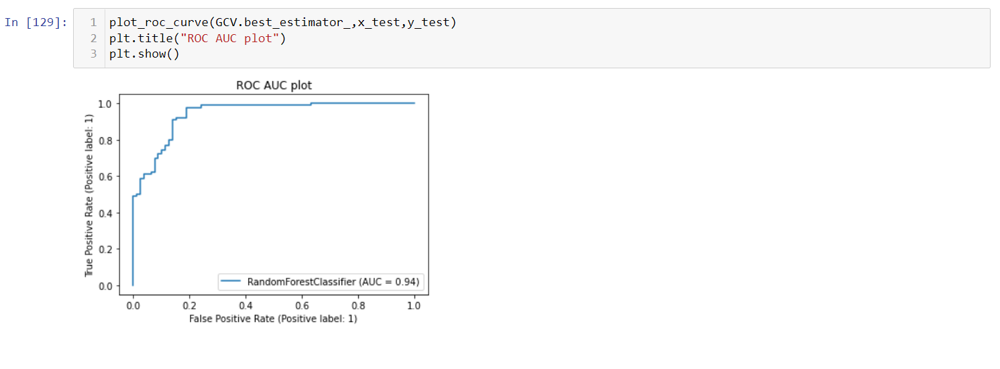 In [129]:
1 plot_roc_curve(GCV.best_estimator_,x_test,y_test)
2 plt.title("ROC AUC plot")
3 plt.show()
ROC AUC plot
True Positive Rate (Positive label: 1)
1.0
0.8
0.6
0.4
0.2
0.0
RandomForestClassifier (AUC = 0.94)
0.0 0.2 0.4 0.6 0.8 1.0
False Positive Rate (Positive label: 1)